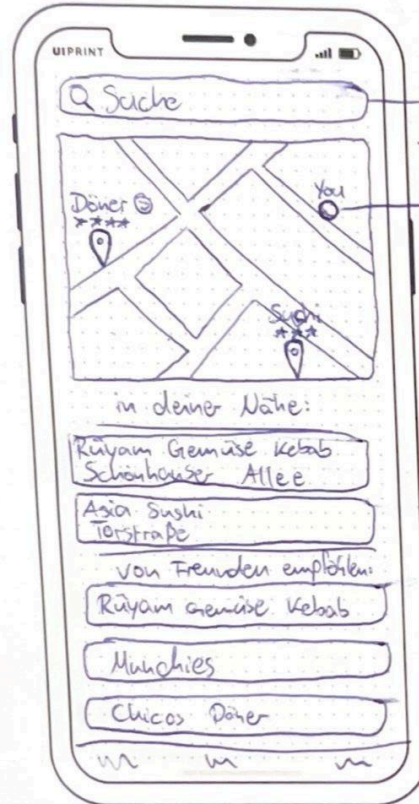 UIPRINT
Suche
Döner
You
Sushi
in deiner Nähe:
Rüyam Gemüse Kebab
Schönhauser Allee
Asia Sushi
Torstraße
von Freunden empfohlen:
Rüyam Gemüse Kebab
Munchies
Chicos Döner